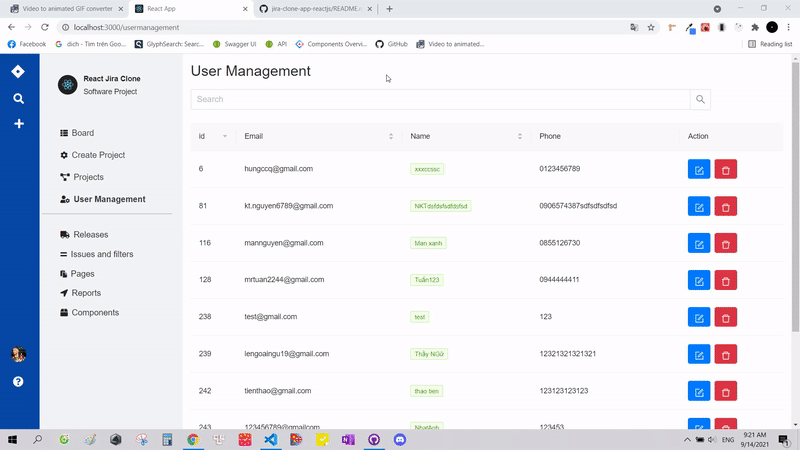 Video to animated GIF converter
React App
jira-clone-app-reactjs/README.m
localhost:3000/usermanagement
Facebook
dich - Tìm trên Goo...
GlyphSearch: Searc...
Swagger UI
API
Components Overvi...
GitHub
Video to animated...
Reading list
React Jira Clone
Software Project
Board
Create Project
Projects
User Management
Releases
Issues and filters
Pages
Reports
Components
User Management
Search
id Email Name Phone Action
6 hungccq@gmail.com xxxccssc 0123456789
81 kt.nguyen6789@gmail.com NKTdsfdsfsdfdsfsd 0906574387sdfsdfsdfsd
116 mannguyen@gmail.com Man xanh 0855126730
128 mrtuan2244@gmail.com Tuấn123 0944444411
238 test@gmail.com test 123
239 lengoaingu19@gmail.com Thầy NGữ 12321321321321
242 tienthao@gmail.com thao tien 123123123123
243 123456789@gmailcom NhatAnh 123453
ENG
9:21 AM
9/14/2021